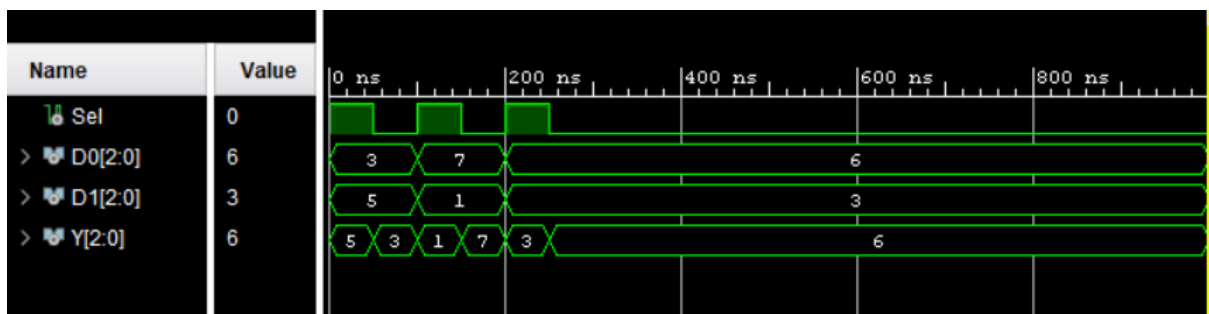 Name Value 0 ns 200 ns 400 ns 600 ns 800 ns
Sel 0
D0[2:0] 6 3 7 6
D1[2:0] 3 5 1 3
Y[2:0] 6 5 3 1 7 3 6